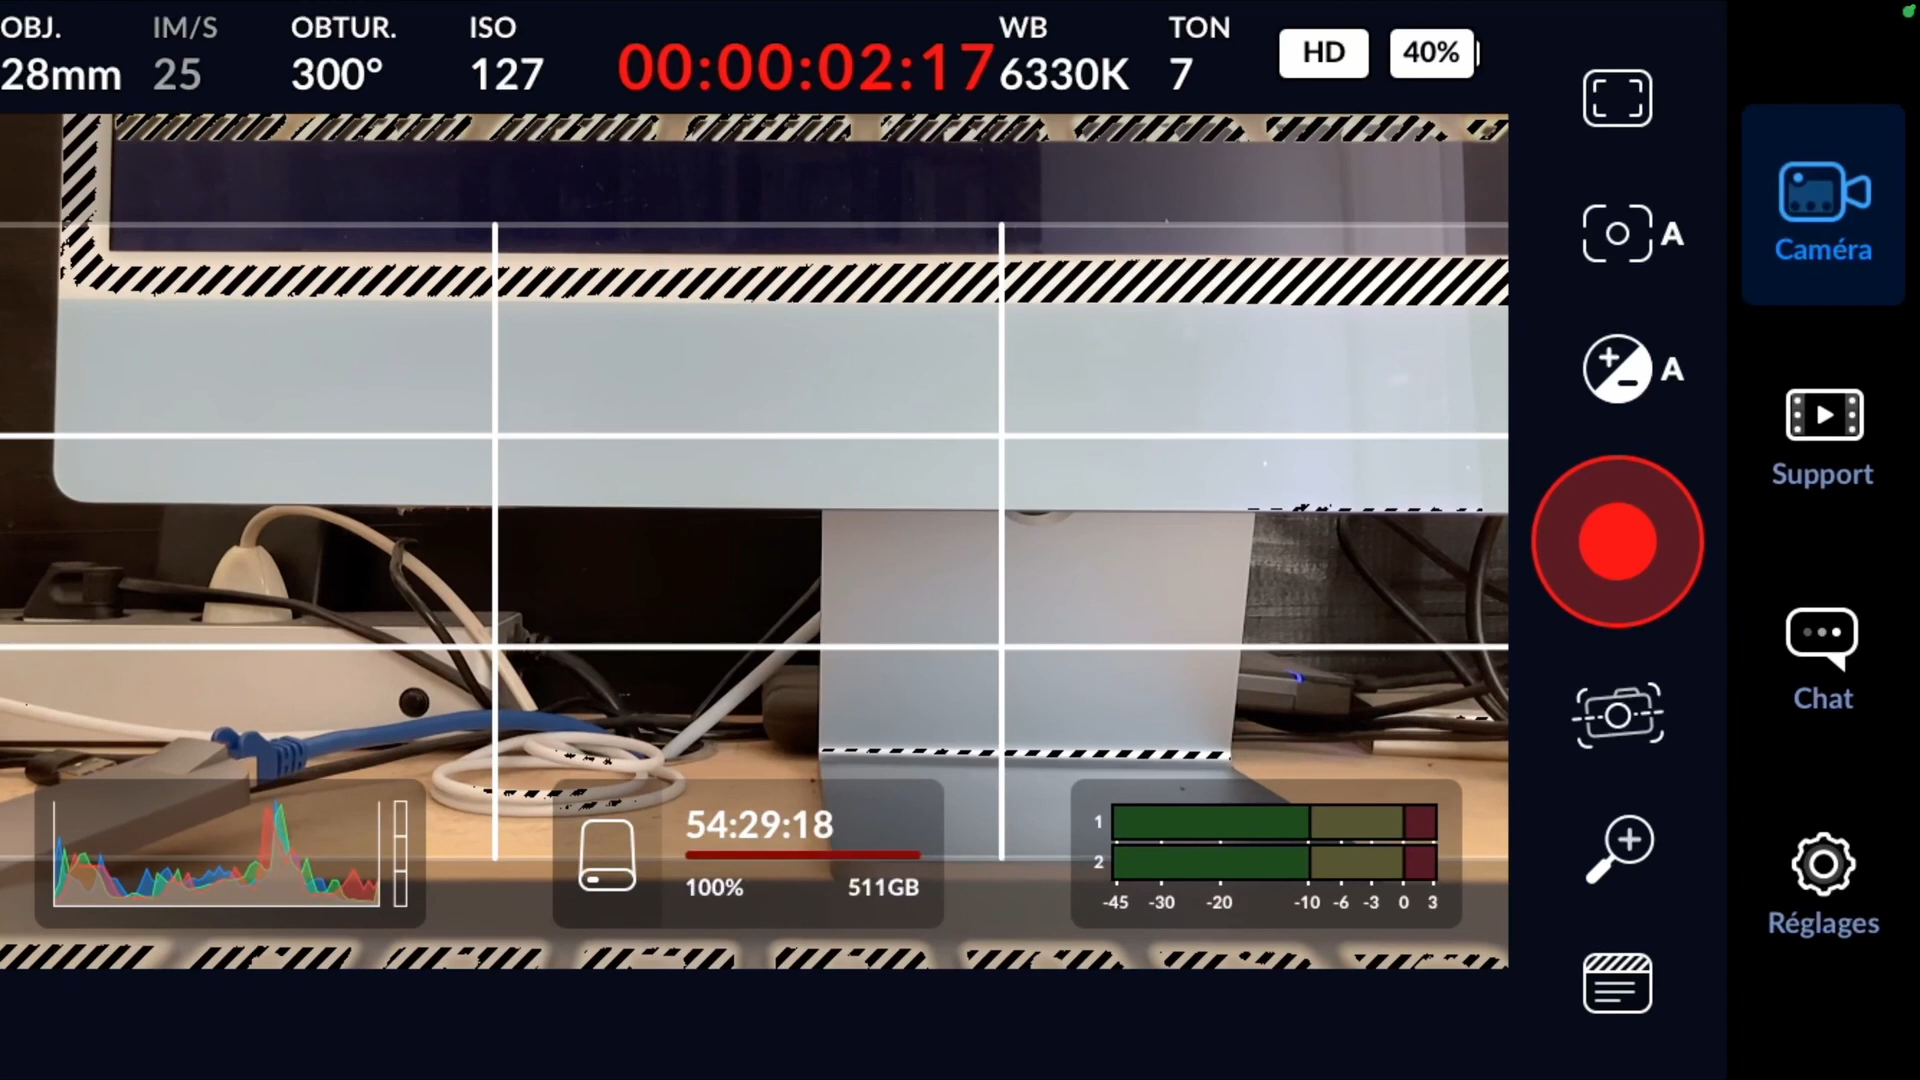 OBJ. IM/S OBTUR. ISO WB TON
28mm 25 300° 127 00:00:02:17 6330K 7 HD 40%
A
Caméra
A
Support
Chat
54:29:18
100% 511GB
1
2
-45 -30 -20 -10 -6 -3 0 3
Réglages